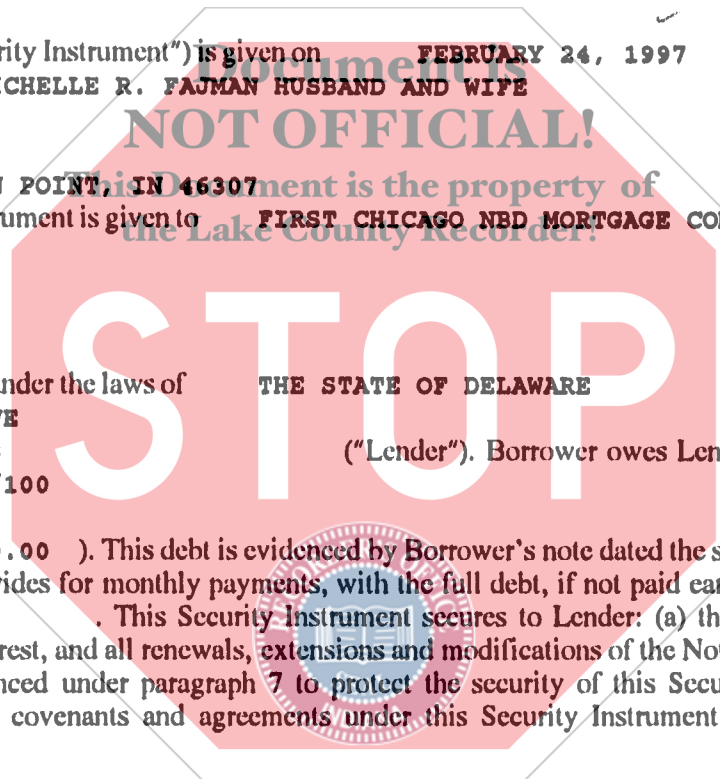 rity Instrument") is given on FEBRUARY 24, 1997
ICHELLE R. FAJMAN HUSBAND AND WIFE
Document is
NOT OFFICIAL!
N POINT, IN 46307
This Document is the property of
ument is given to FIRST CHICAGO NBD MORTGAGE CO
the Lake County Recorder!
STOP
nder the laws of THE STATE OF DELAWARE
("Lender"). Borrower owes Len
/100
.00 ). This debt is evidenced by Borrower's note dated the s
vides for monthly payments, with the full debt, if not paid ear
. This Security Instrument secures to Lender: (a) th
rest, and all renewals, extensions and modifications of the No
nced under paragraph 7 to protect the security of this Secu
covenants and agreements under this Security Instrument